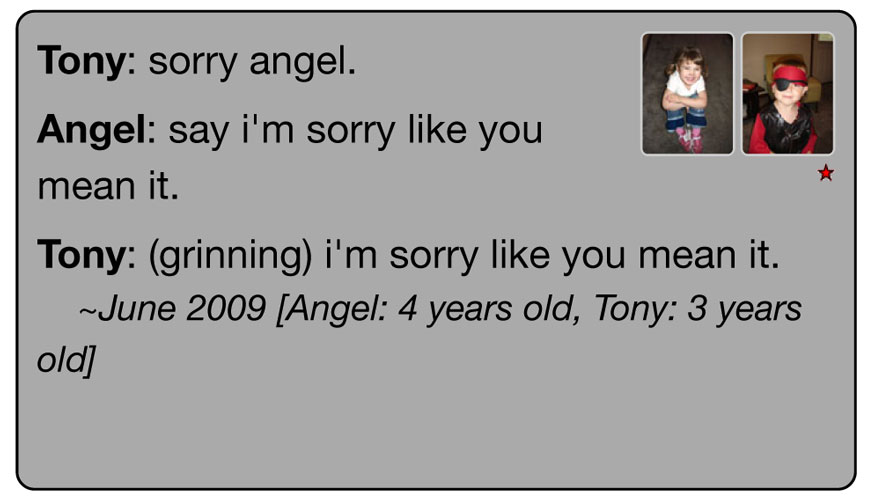 Tony: sorry angel.
Angel: say i'm sorry like you
mean it.
Tony: (grinning) i'm sorry like you mean it.
~June 2009 [Angel: 4 years old, Tony: 3 years
old]